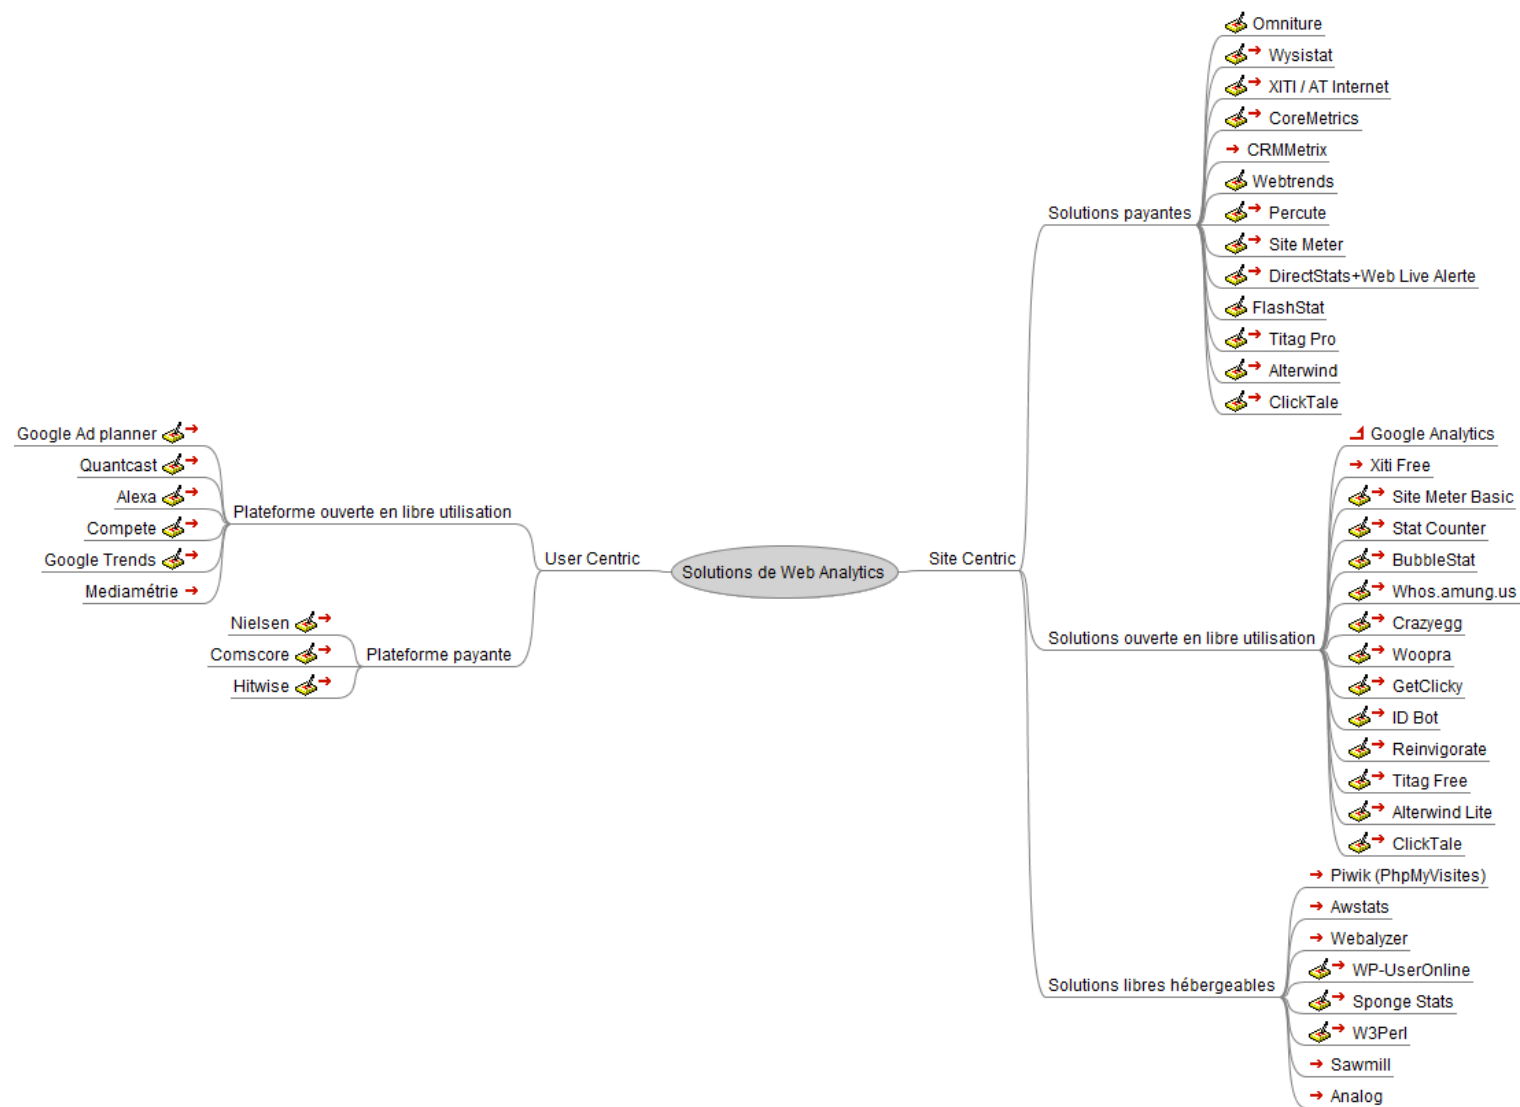 Solutions de Web Analytics
User Centric
Plateforme ouverte en libre utilisation
Google Ad planner
Quantcast
Alexa
Compete
Google Trends
Mediamétrie
Plateforme payante
Nielsen
Comscore
Hitwise
Site Centric
Solutions payantes
Omniture
Wysistat
XITI / AT Internet
CoreMetrics
CRMMetrix
Webtrends
Percute
Site Meter
DirectStats+Web Live Alerte
FlashStat
Titag Pro
Alterwind
ClickTale
Solutions ouverte en libre utilisation
Google Analytics
Xiti Free
Site Meter Basic
Stat Counter
BubbleStat
Whos.amung.us
Crazyegg
Woopra
GetClicky
ID Bot
Reinvigorate
Titag Free
Alterwind Lite
ClickTale
Solutions libres hébergeables
Piwik (PhpMyVisites)
Awstats
Webalyzer
WP-UserOnline
Sponge Stats
W3Perl
Sawmill
Analog